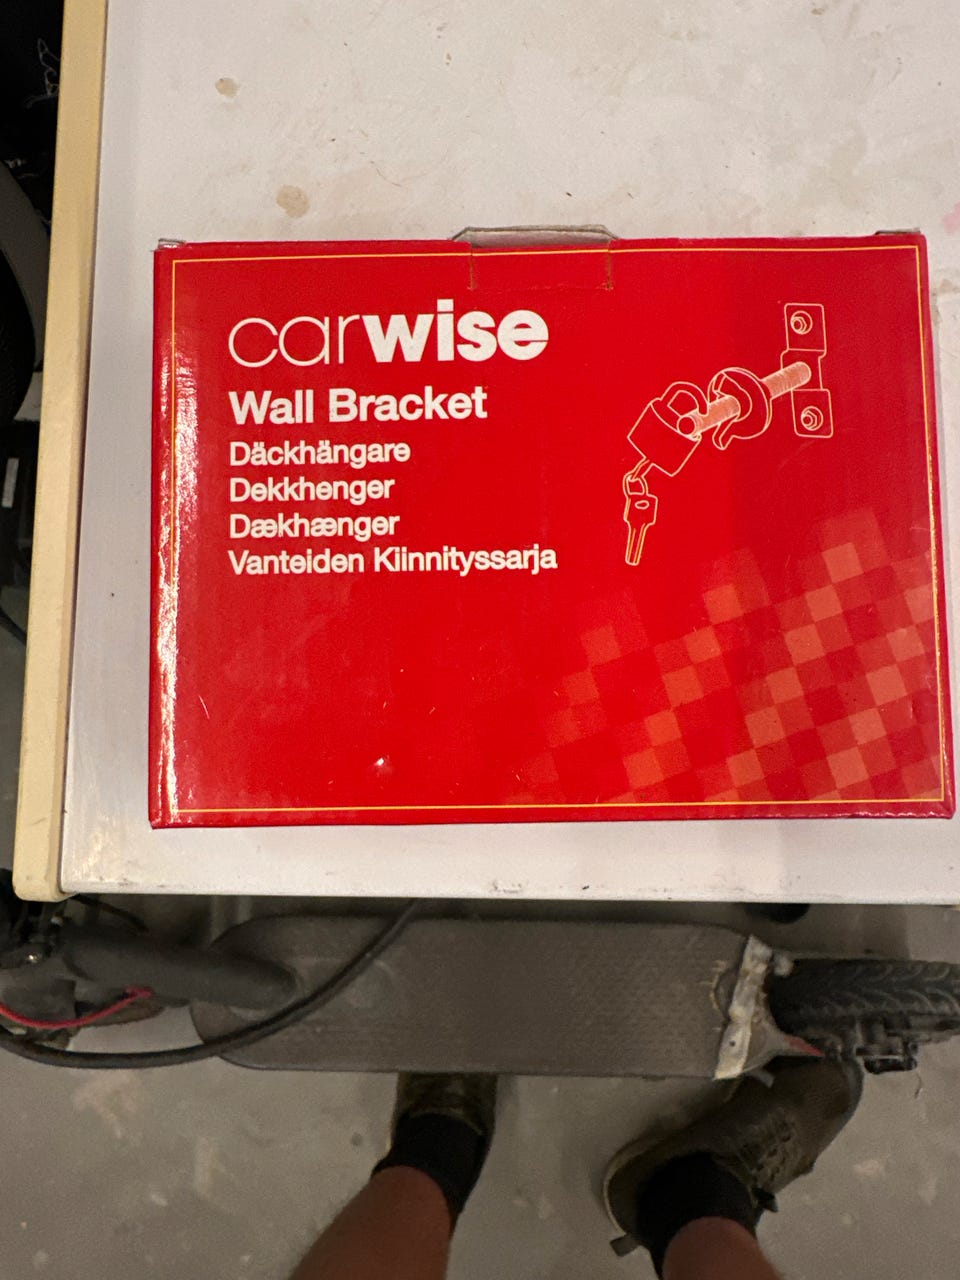 carwise
Wall Bracket
Däckhängare
Dekkhenger
Dækhænger
Vanteiden Kiinnityssarja